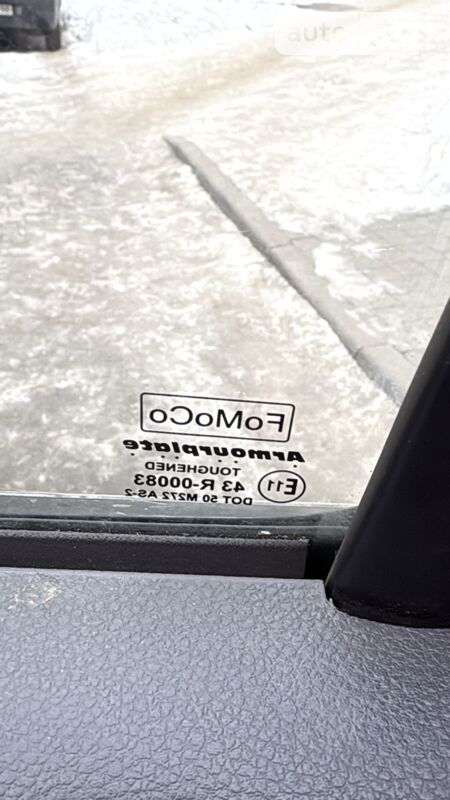 auto
FoMoCo
Armourplate
TOUGHENED
E11 43 R-00083
DOT 50 M272 AS-2